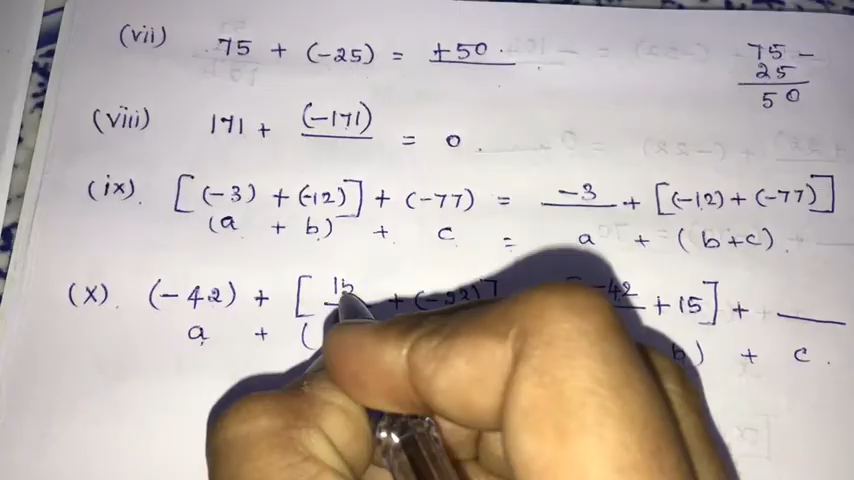 (vii) 75 + (-25) = +50.
75 -
25
50
(viii) 171 + (-171) = 0.
(ix). [(-3) + (-12)] + (-77) = -3 + [(-12) + (-77)]
(a + b) + c = a + (b+c).
(x). (-42) + [ 15 + (-52)] -42 + 15] + ___
a + ( b) + c.